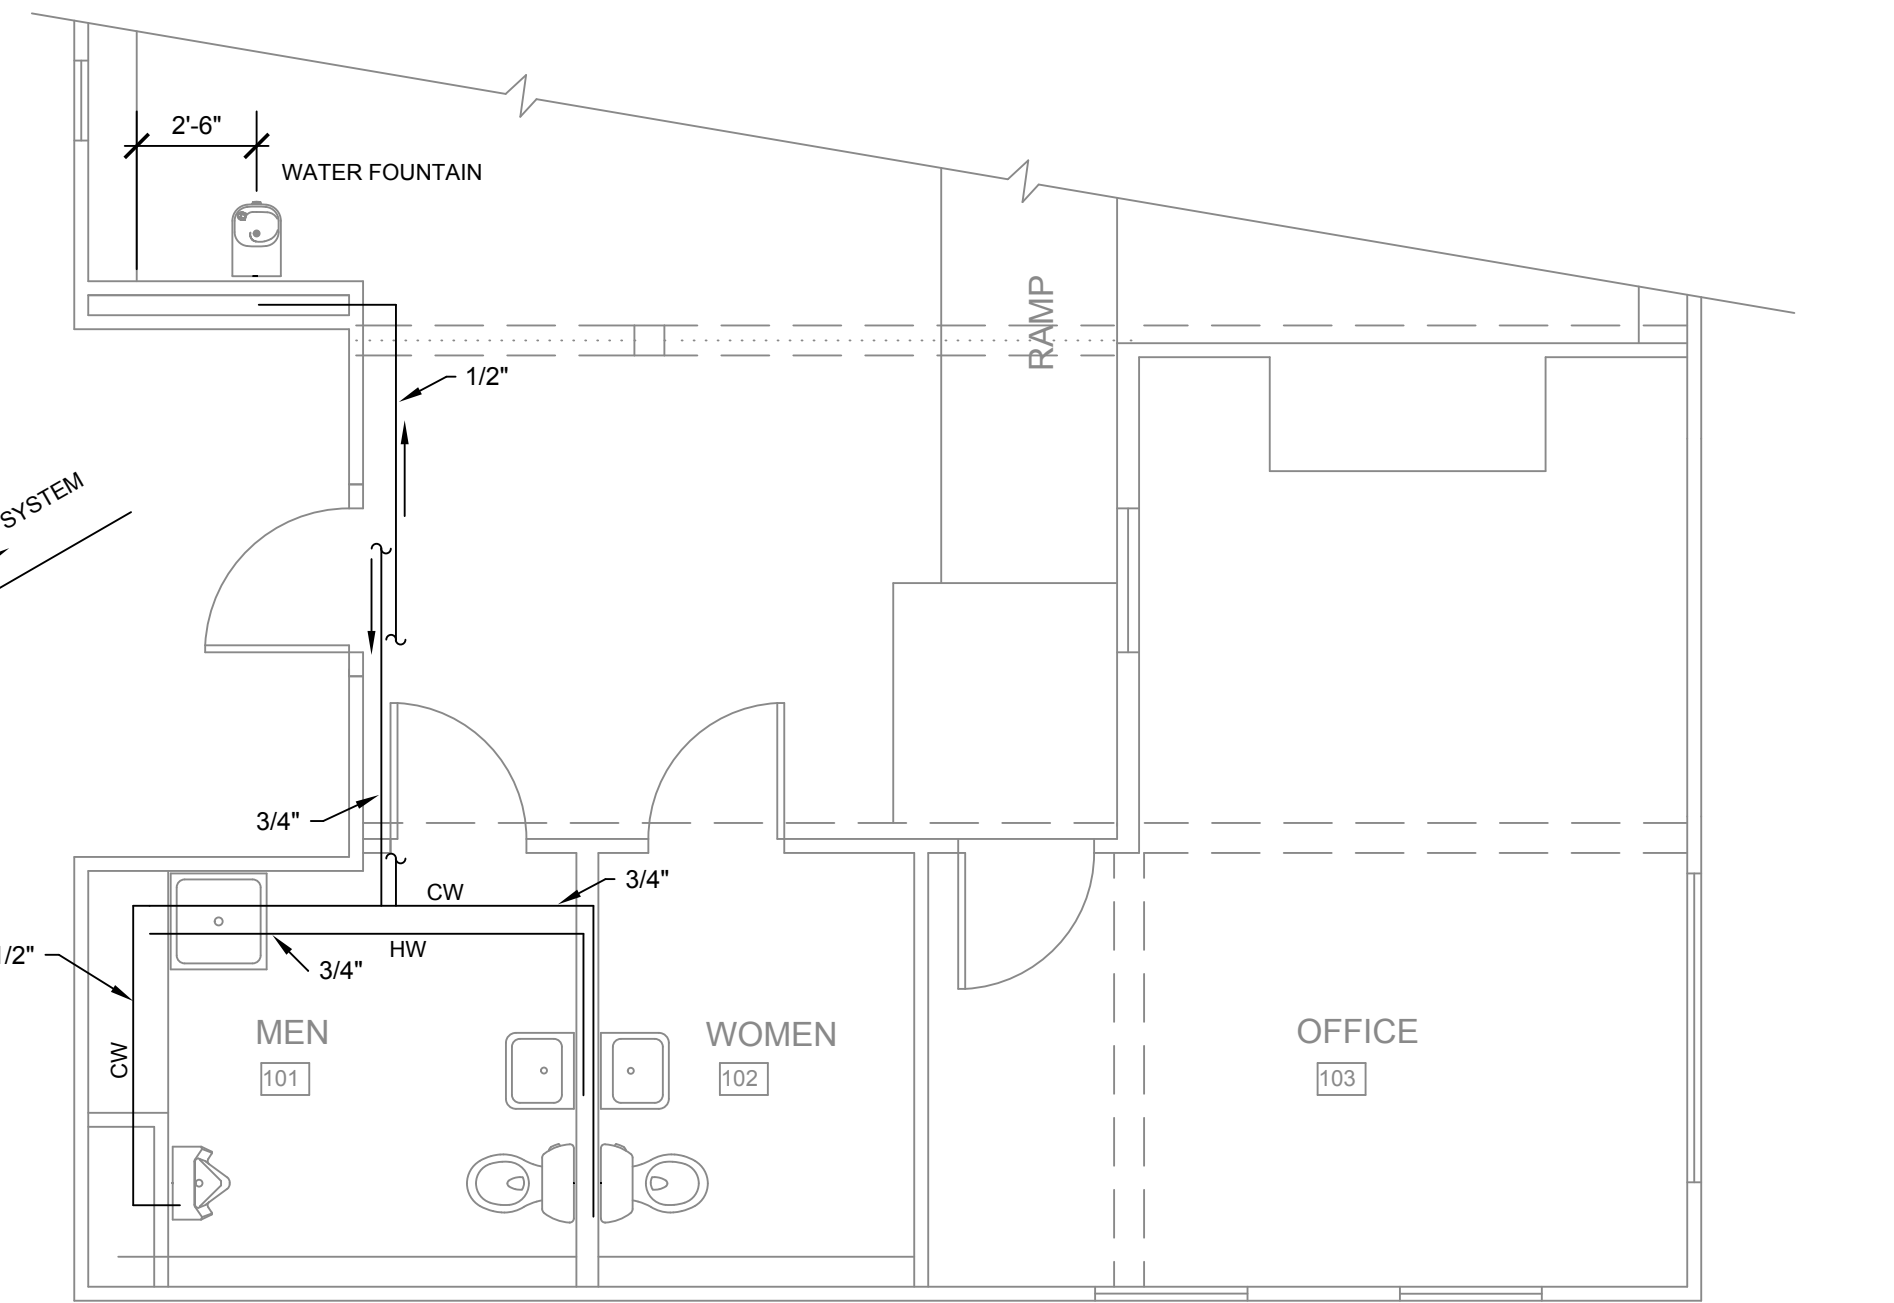 2'-6"
WATER FOUNTAIN
RAMP
1/2"
SYSTEM
3/4"
3/4"
CW
HW
/2"
3/4"
MEN
WOMEN
OFFICE
CW
101
102
103